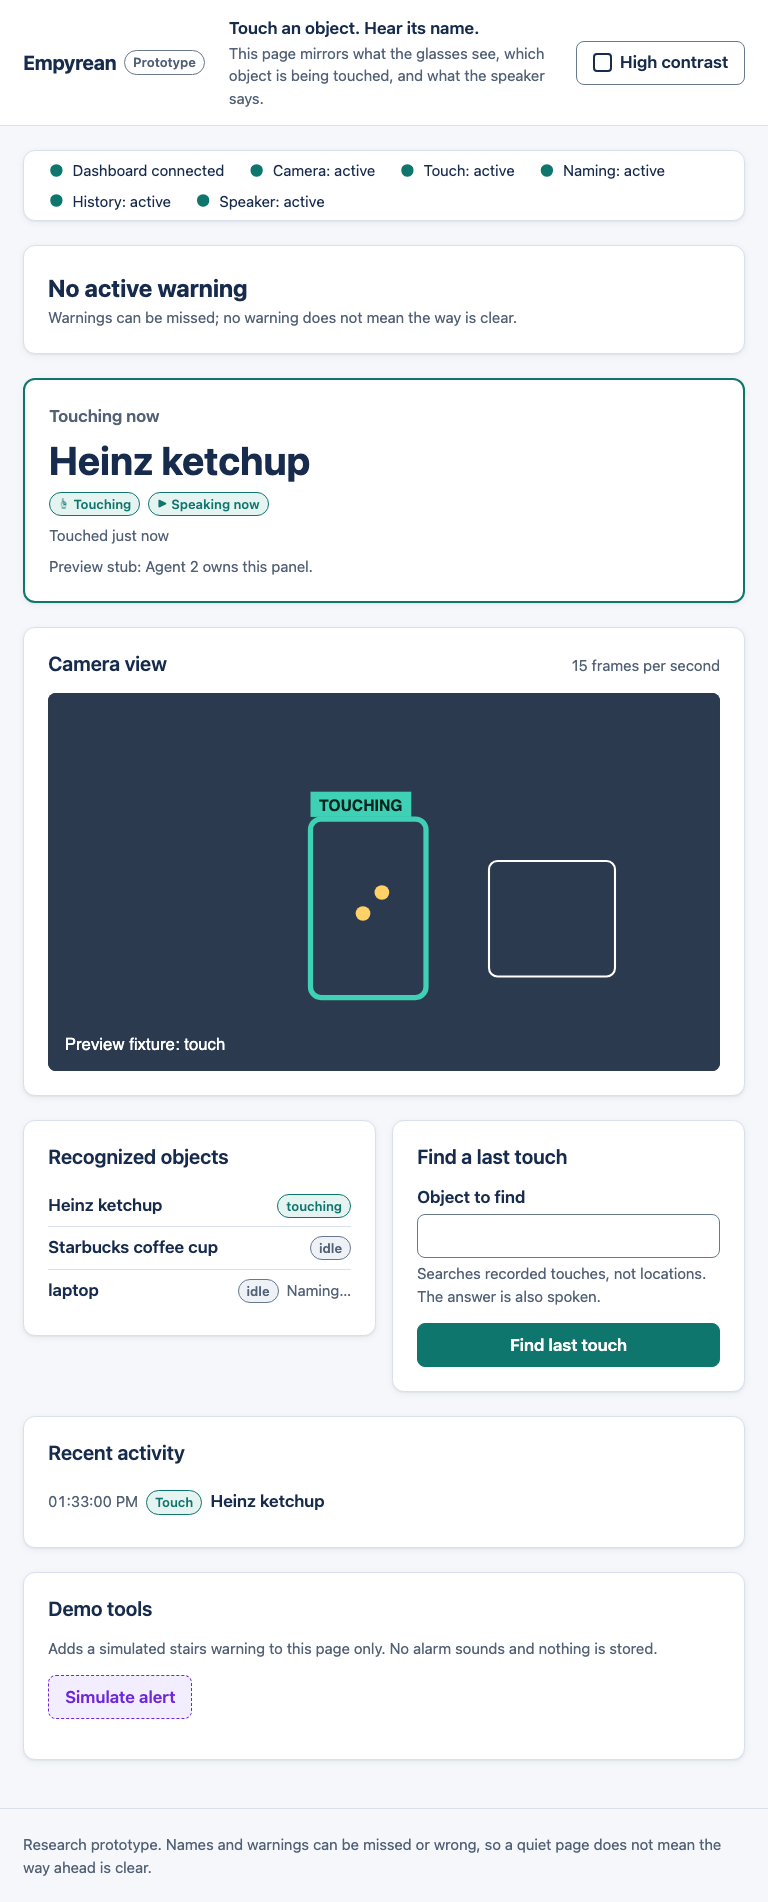 Empyrean
Prototype
Touch an object. Hear its name.
This page mirrors what the glasses see, which
object is being touched, and what the speaker
says.
High contrast
Dashboard connected
Camera: active
Touch: active
Naming: active
History: active
Speaker: active
No active warning
Warnings can be missed; no warning does not mean the way is clear.
Touching now
Heinz ketchup
Touching
Speaking now
Touched just now
Preview stub: Agent 2 owns this panel.
Camera view
15 frames per second
TOUCHING
Preview fixture: touch
Recognized objects
Heinz ketchup
touching
Starbucks coffee cup
idle
laptop
idle
Naming...
Find a last touch
Object to find
Searches recorded touches, not locations.
The answer is also spoken.
Find last touch
Recent activity
01:33:00 PM
Touch
Heinz ketchup
Demo tools
Adds a simulated stairs warning to this page only. No alarm sounds and nothing is stored.
Simulate alert
Research prototype. Names and warnings can be missed or wrong, so a quiet page does not mean the
way ahead is clear.